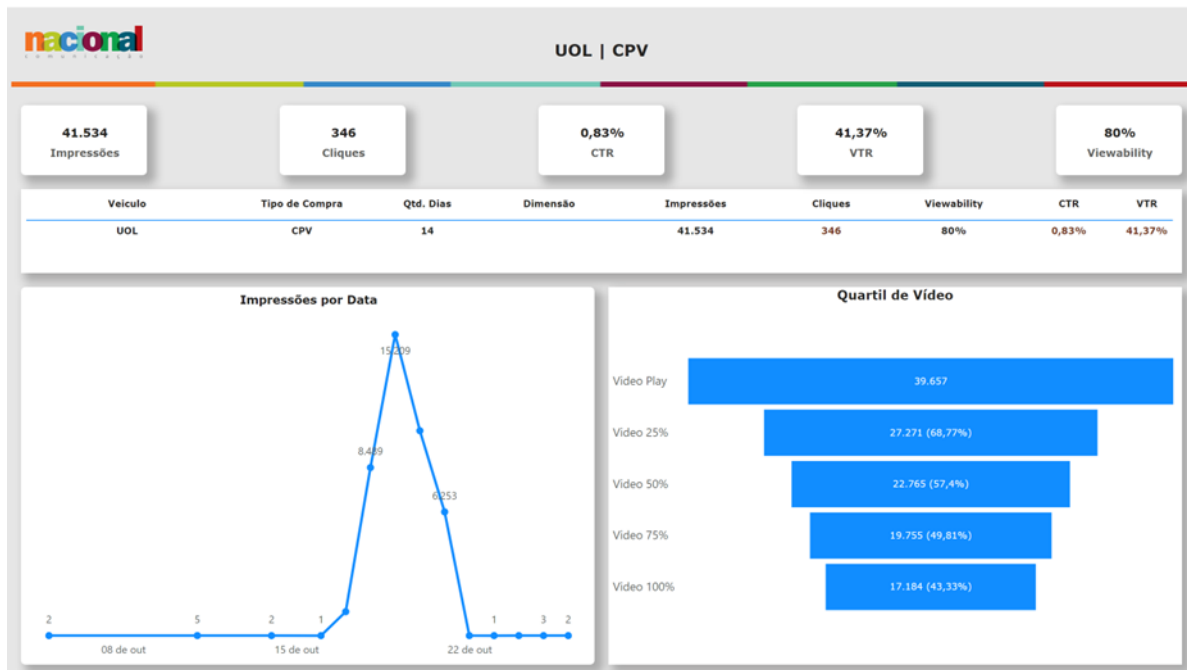 nacional
comunicação
UOL | CPV
41.534
Impressões
346
Cliques
0,83%
CTR
41,37%
VTR
80%
Viewability
Veiculo Tipo de Compra Qtd. Dias Dimensão Impressões Cliques Viewability CTR VTR
UOL CPV 14 41.534 346 80% 0,83% 41,37%
Impressões por Data
15.209
8.439
6.253
2 5 2 1 1 3 2
08 de out 15 de out 22 de out
Quartil de Vídeo
Video Play 39.657
Video 25% 27.271 (68,77%)
Video 50% 22.765 (57,4%)
Video 75% 19.755 (49,81%)
Video 100% 17.184 (43,33%)